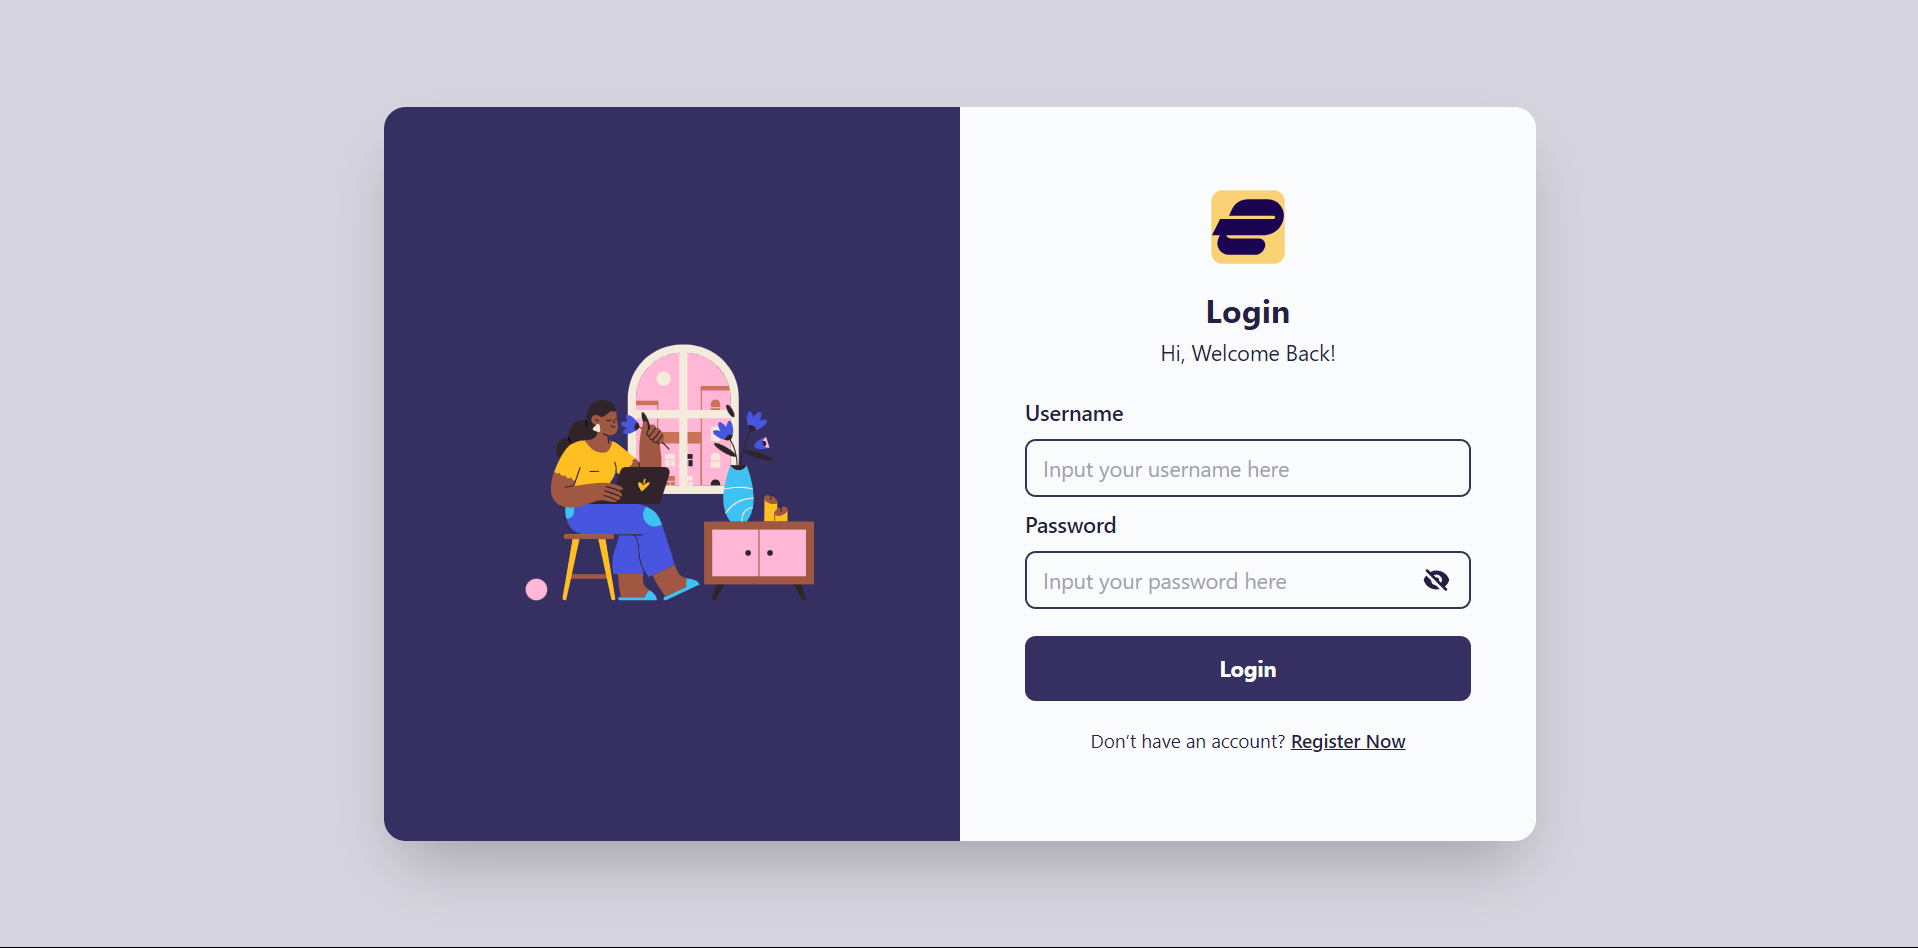 Login
Hi, Welcome Back!
Username
Input your username here
Password
Input your password here
Login
Don't have an account? Register Now